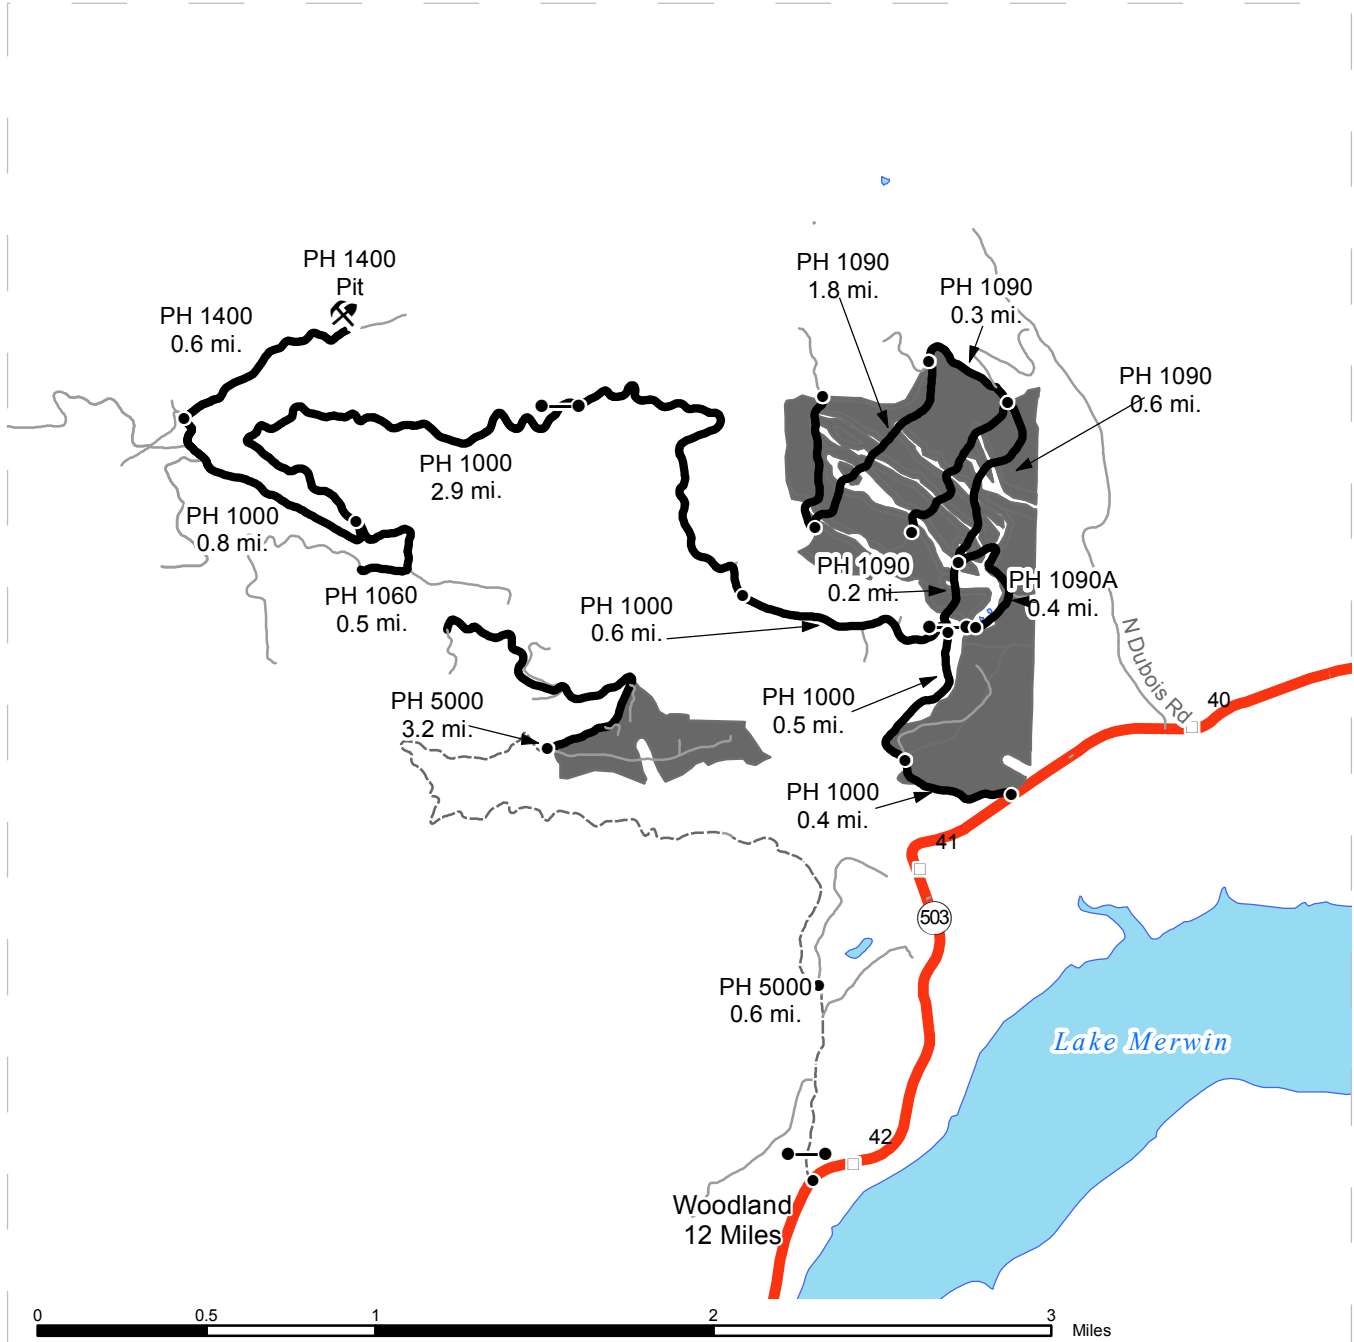 PH 1400
Pit
PH 1400
0.6 mi.
PH 1090
1.8 mi.
PH 1090
0.3 mi.
PH 1090
0.6 mi.
PH 1000
2.9 mi.
PH 1000
0.8 mi.
PH 1090
0.2 mi.
PH 1090A
0.4 mi.
PH 1060
0.5 mi.
PH 1000
0.6 mi.
N Dubois Rd
PH 5000
3.2 mi.
PH 1000
0.5 mi.
40
PH 1000
0.4 mi.
41
503
PH 5000
0.6 mi.
Lake Merwin
42
Woodland
12 Miles
0 0.5 1 2 3
Miles